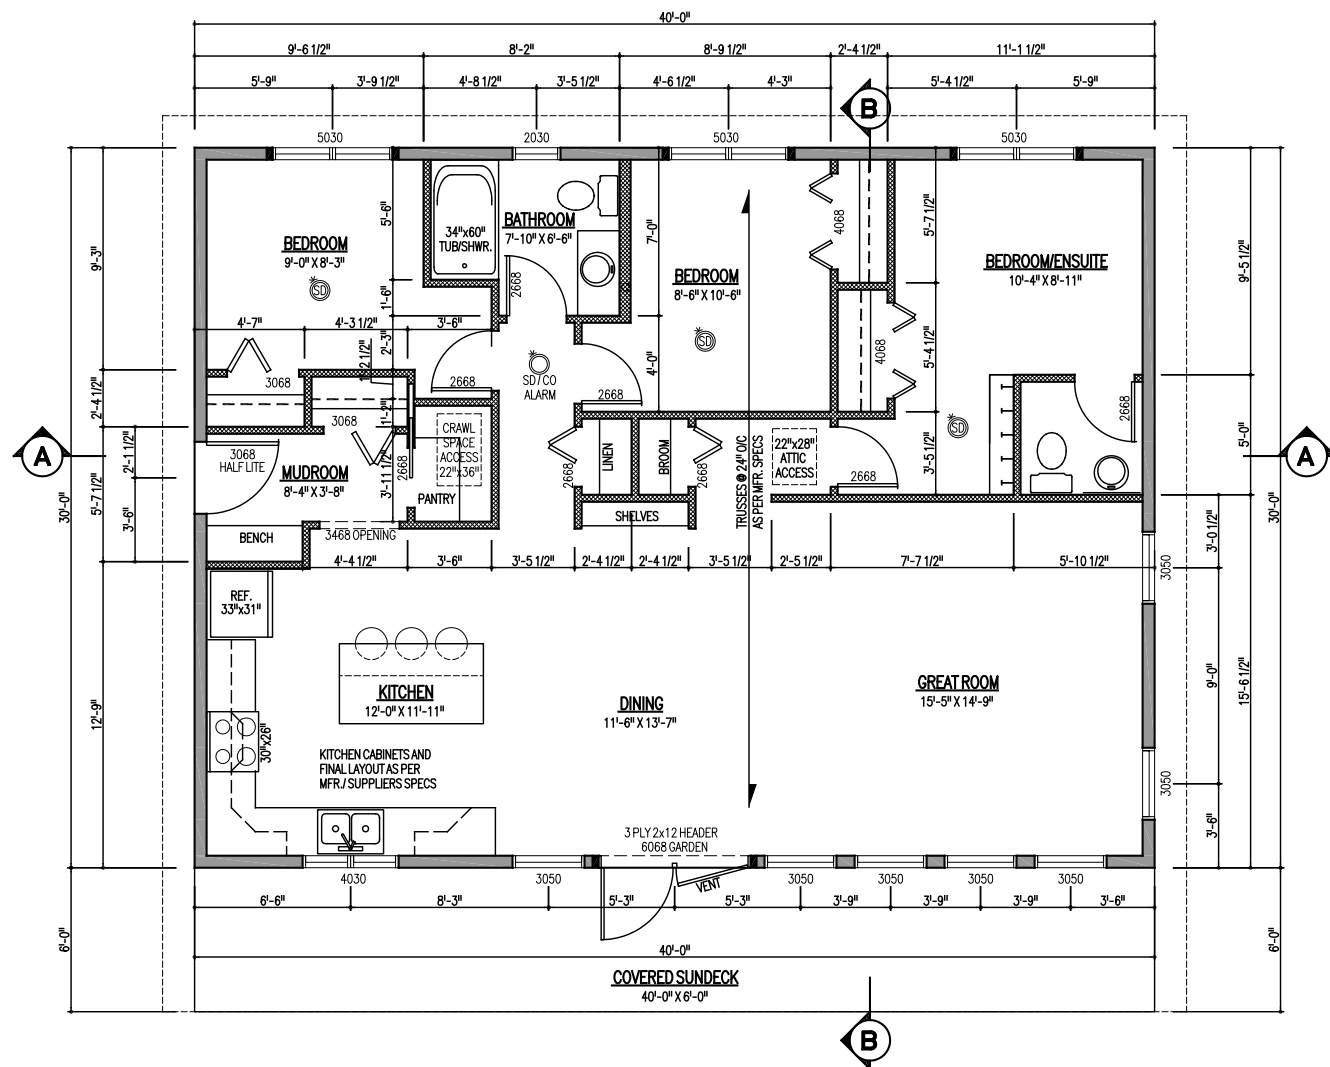 40'-0"
9'-6 1/2" 8'-2" 8'-9 1/2" 2'-4 1/2" 11'-1 1/2"
5'-9" 3'-9 1/2" 4'-8 1/2" 3'-5 1/2" 4'-6 1/2" 4'-3" 5'-4 1/2" 5'-9"
B
5030 2030 5030 5030
BEDROOM
9'-0" X 8'-3"
SD
5'-6"
1'-6"
2'-3"
34"x60"
TUB/SHWR.
BATHROOM
7'-10" X 6'-6"
2668
7'-0"
4'-0"
BEDROOM
8'-6" X 10'-6"
SD
4068
4068
5'-7 1/2"
5'-4 1/2"
3'-5 1/2"
BEDROOM/ENSUITE
10'-4" X 8'-11"
SD
9'-3"
2'-4 1/2"
5'-7 1/2"
2'-1 1/2"
3'-6"
12'-9"
30'-0"
6'-0"
9'-5 1/2"
5'-0"
15'-6 1/2"
3'-0 1/2"
9'-0"
3'-6"
30'-0"
6'-0"
4'-7" 4'-3 1/2" 3'-6"
3068
3068
1'-2"
3'-11 1/2"
2668
SD / CO
ALARM
2668
2668
2668
A
A
3068
HALF LITE
MUDROOM
8'-4" X 3'-8"
2668
CRAWL
SPACE
ACCESS
22"x36"
PANTRY
2668
LINEN
BROOM
2668
SHELVES
TRUSSES @ 24" O/C
AS PER MFR. SPECS
22"x28"
ATTIC
ACCESS
2668
BENCH
3468 OPENING
4'-4 1/2" 3'-6" 3'-5 1/2" 2'-4 1/2" 2'-4 1/2" 3'-5 1/2" 2'-5 1/2" 7'-7 1/2" 5'-10 1/2"
3050
3050
REF.
33"x31"
30"x26"
KITCHEN
12'-0" X 11'-11"
KITCHEN CABINETS AND
FINAL LAYOUT AS PER
MFR./ SUPPLIERS SPECS
DINING
11'-6" X 13'-7"
GREAT ROOM
15'-5" X 14'-9"
3 PLY 2x12 HEADER
6068 GARDEN
VENT
4030 3050 3050 3050 3050 3050
6'-6" 8'-3" 5'-3" 5'-3" 3'-9" 3'-9" 3'-9" 3'-6"
40'-0"
COVERED SUNDECK
40'-0" X 6'-0"
B